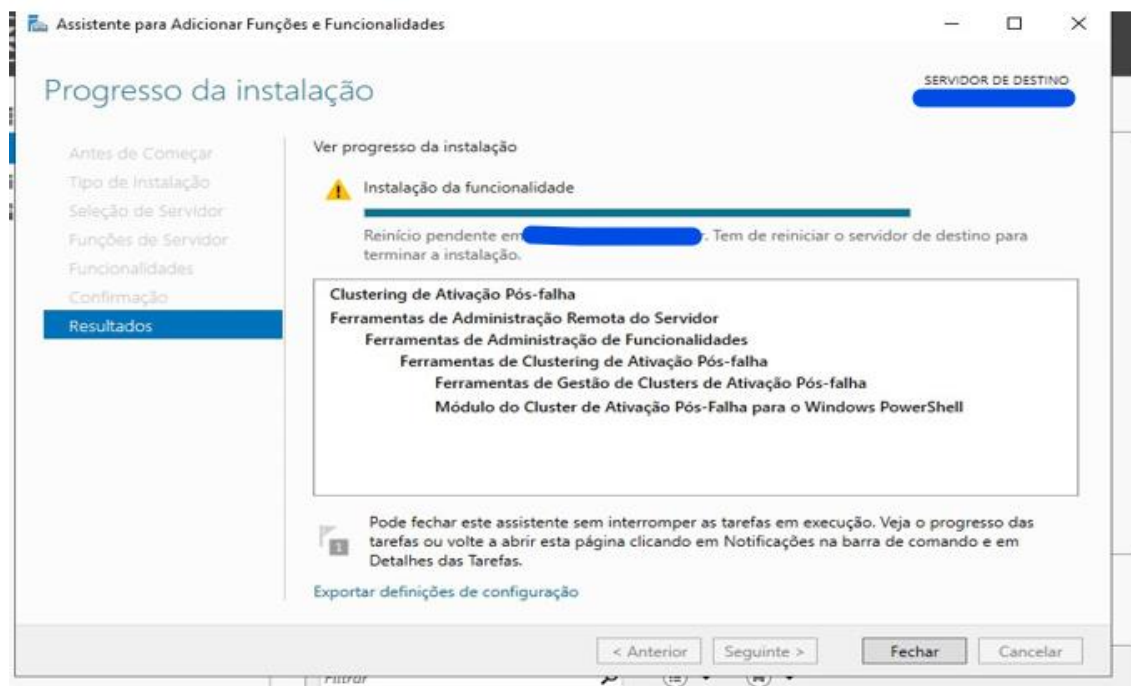 Assistente para Adicionar Funções e Funcionalidades
Progresso da instalação
SERVIDOR DE DESTINO
Antes de Começar
Tipo de Instalação
Seleção de Servidor
Funções de Servidor
Funcionalidades
Confirmação
Resultados
Ver progresso da instalação
Instalação da funcionalidade
Reinício pendente em . Tem de reiniciar o servidor de destino para
terminar a instalação.
Clustering de Ativação Pós-falha
Ferramentas de Administração Remota do Servidor
Ferramentas de Administração de Funcionalidades
Ferramentas de Clustering de Ativação Pós-falha
Ferramentas de Gestão de Clusters de Ativação Pós-falha
Módulo do Cluster de Ativação Pós-Falha para o Windows PowerShell
1
Pode fechar este assistente sem interromper as tarefas em execução. Veja o progresso das
tarefas ou volte a abrir esta página clicando em Notificações na barra de comando e em
Detalhes das Tarefas.
Exportar definições de configuração
< Anterior
Seguinte >
Fechar
Cancelar
Filtrar